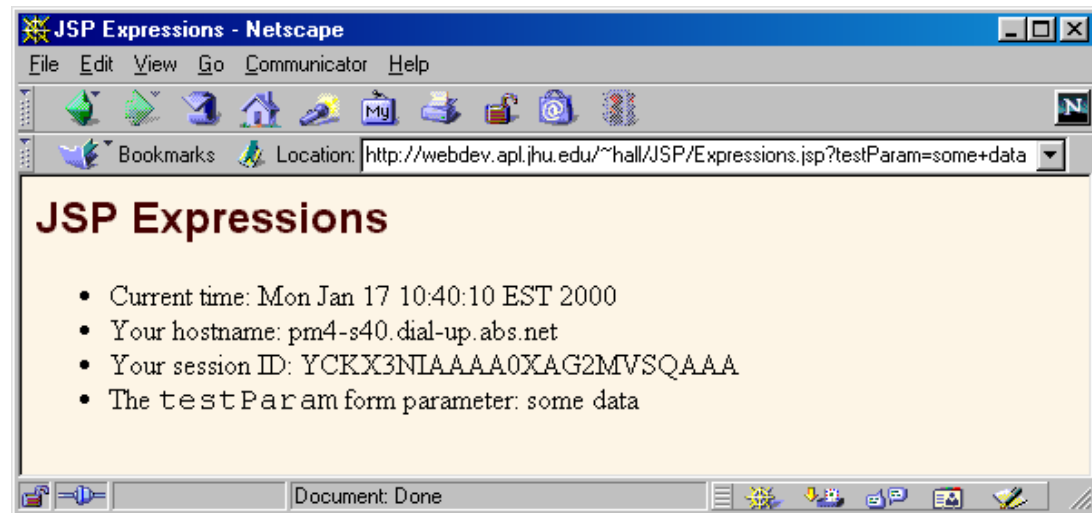 JSP Expressions - Netscape
File Edit View Go Communicator Help
My @ N
Bookmarks Location: http://webdev.apl.jhu.edu/~hall/JSP/Expressions.jsp?testParam=some+data
JSP Expressions
• Current time: Mon Jan 17 10:40:10 EST 2000
• Your hostname: pm4-s40.dial-up.abs.net
• Your session ID: YCKX3NIAAAA0XAG2MVSQAAA
• The testParam form parameter: some data
Document: Done